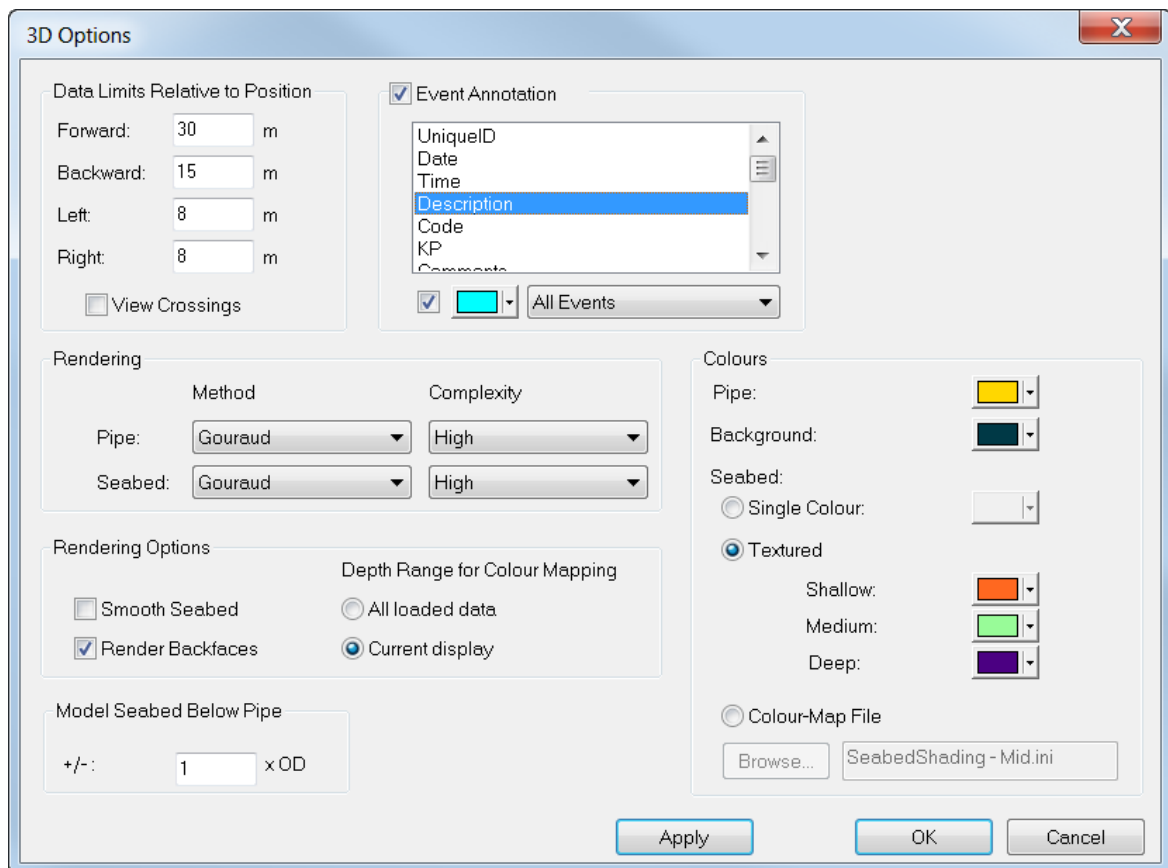 3D Options
X
Data Limits Relative to Position
Forward: 30 m
Backward: 15 m
Left: 8 m
Right: 8 m
View Crossings
Event Annotation
UniqueID
Date
Time
Description
Code
KP
Comments
All Events
Rendering
Method Complexity
Pipe: Gouraud High
Seabed: Gouraud High
Rendering Options
Depth Range for Colour Mapping
Smooth Seabed All loaded data
Render Backfaces Current display
Model Seabed Below Pipe
+/- : 1 x OD
Colours
Pipe:
Background:
Seabed:
Single Colour:
Textured
Shallow:
Medium:
Deep:
Colour-Map File
Browse... SeabedShading - Mid.ini
Apply OK Cancel